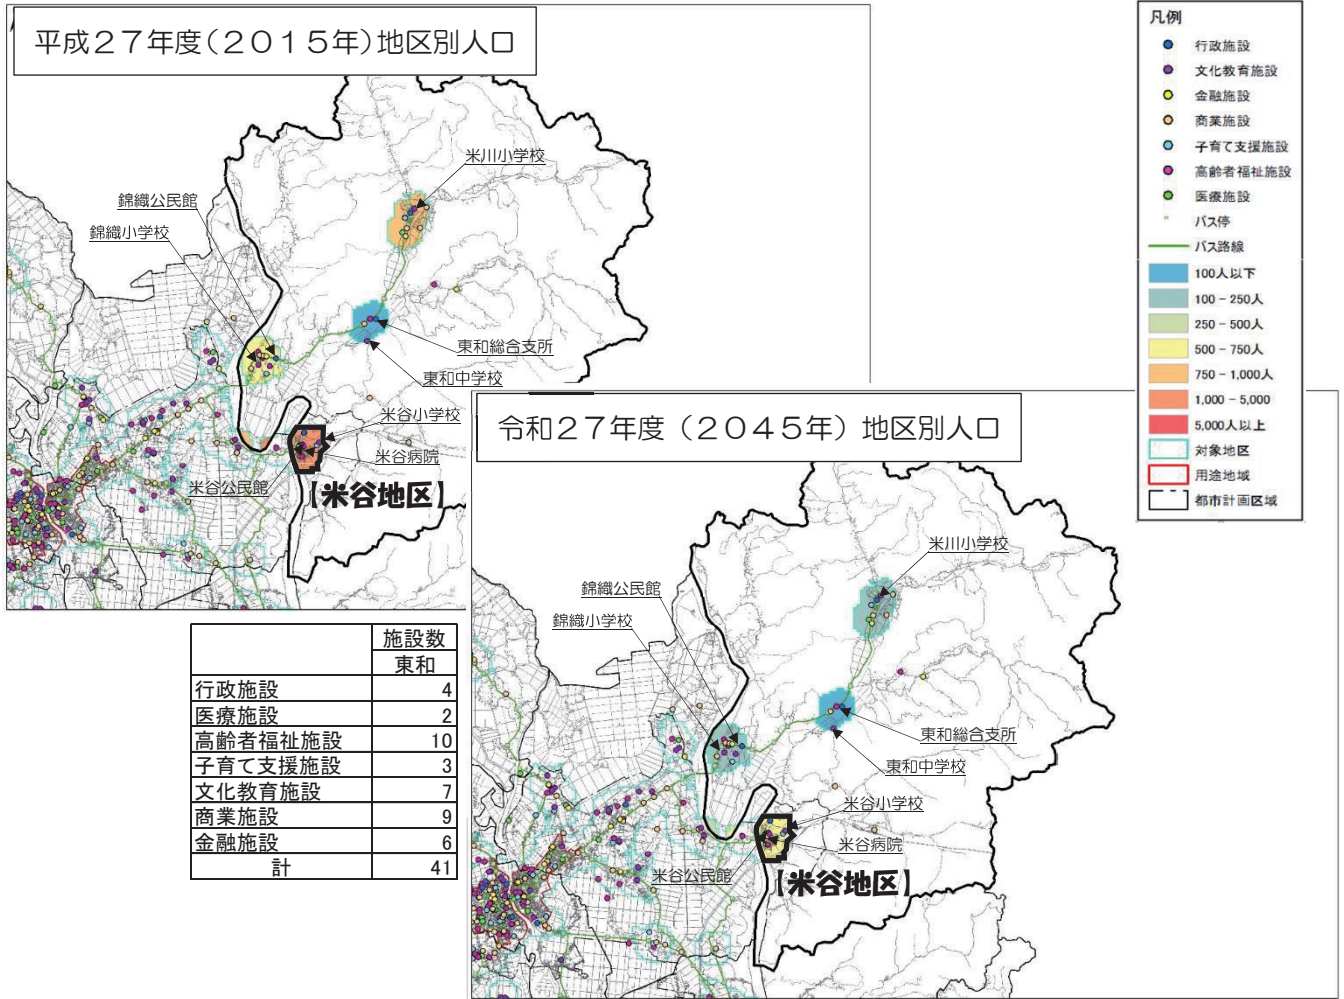 平成27年度(2015年)地区別人口
米川小学校
錦織公民館
錦織小学校
東和総合支所
東和中学校
米谷小学校
米谷病院
米谷公民館
【米谷地区】
凡例
行政施設
文化教育施設
金融施設
商業施設
子育て支援施設
高齢者福祉施設
医療施設
バス停
バス路線
100人以下
100 - 250人
250 - 500人
500 - 750人
750 - 1,000人
1,000 - 5,000
5,000人以上
対象地区
用途地域
都市計画区域
令和27年度(2045年)地区別人口
米川小学校
錦織公民館
錦織小学校
東和総合支所
東和中学校
米谷小学校
米谷病院
米谷公民館
【米谷地区】
施設数
東和
行政施設 4
医療施設 2
高齢者福祉施設 10
子育て支援施設 3
文化教育施設 7
商業施設 9
金融施設 6
計 41